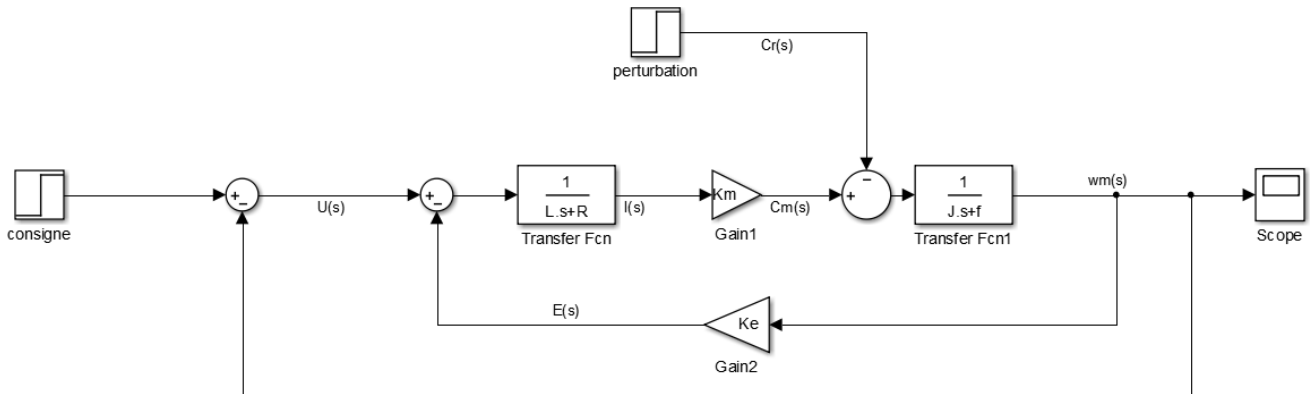 Cr(s)
perturbation
consigne
+
−
U(s)
+
−
1
L.s+R
Transfer Fcn
I(s)
Km
Gain1
Cm(s)
−
+
1
J.s+f
Transfer Fcn1
wm(s)
Scope
E(s)
Ke
Gain2